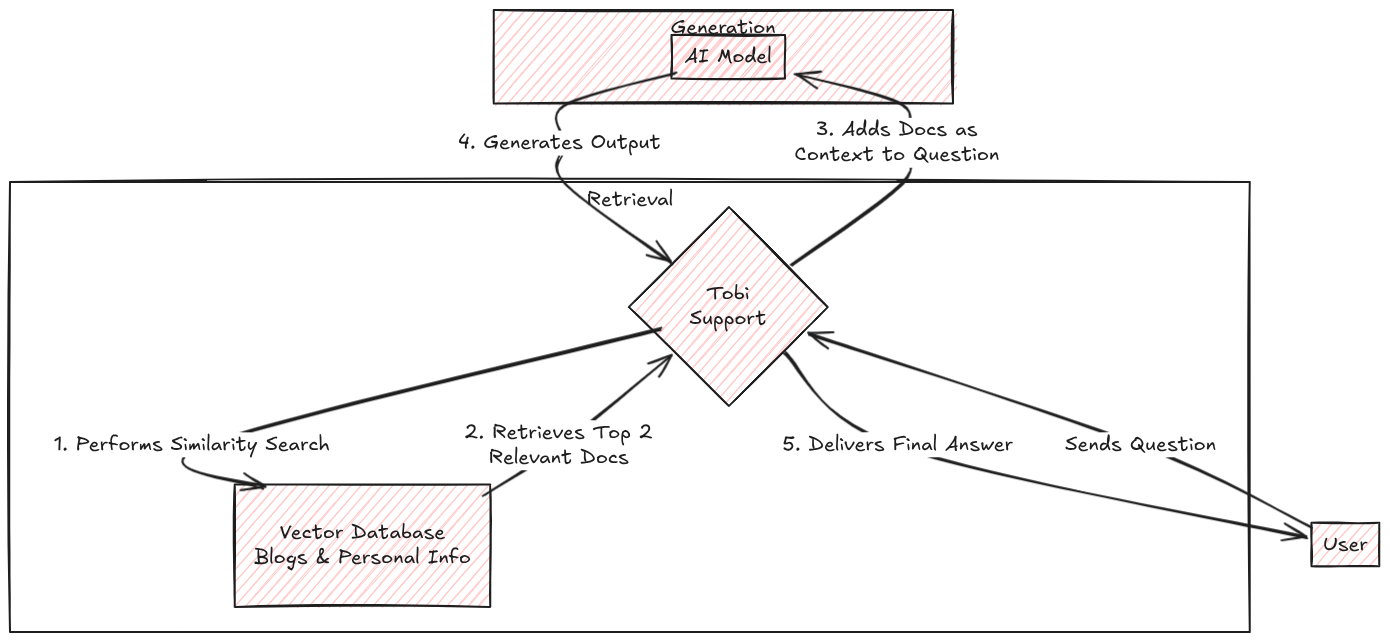 Generation
AI Model
4. Generates Output
3. Adds Docs as
Context to Question
Retrieval
Tobi
Support
1. Performs Similarity Search
2. Retrieves Top 2
Relevant Docs
5. Delivers Final Answer
Sends Question
Vector Database
Blogs & Personal Info
User